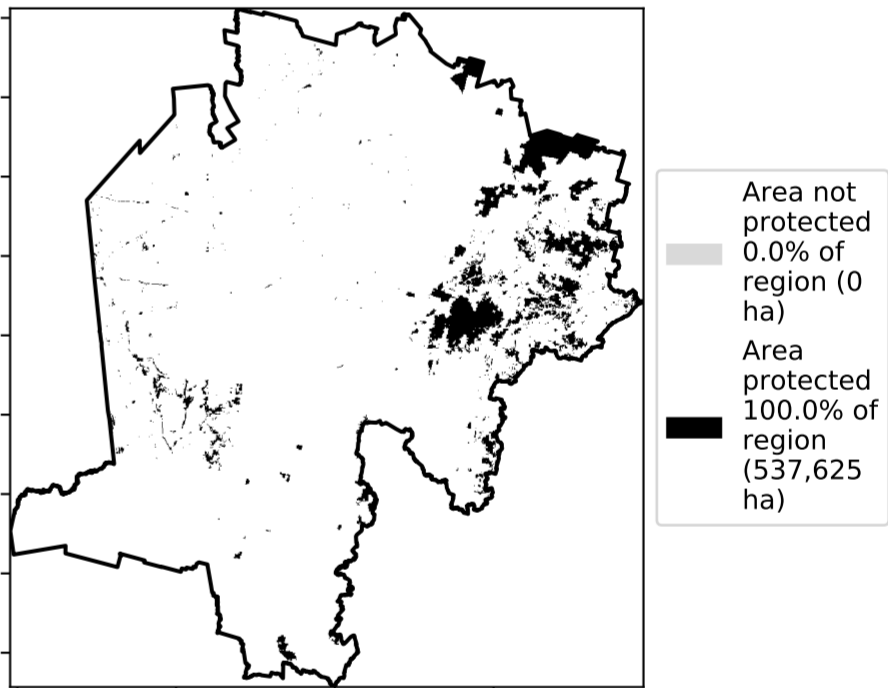 Area not
protected
0.0% of
region (0
ha)
Area
protected
100.0% of
region
(537,625
ha)